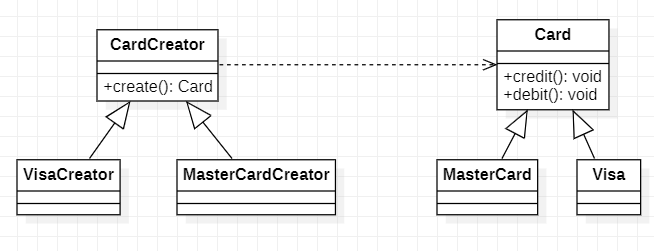 CardCreator
+create(): Card
Card
+credit(): void
+debit(): void
VisaCreator
MasterCardCreator
MasterCard
Visa